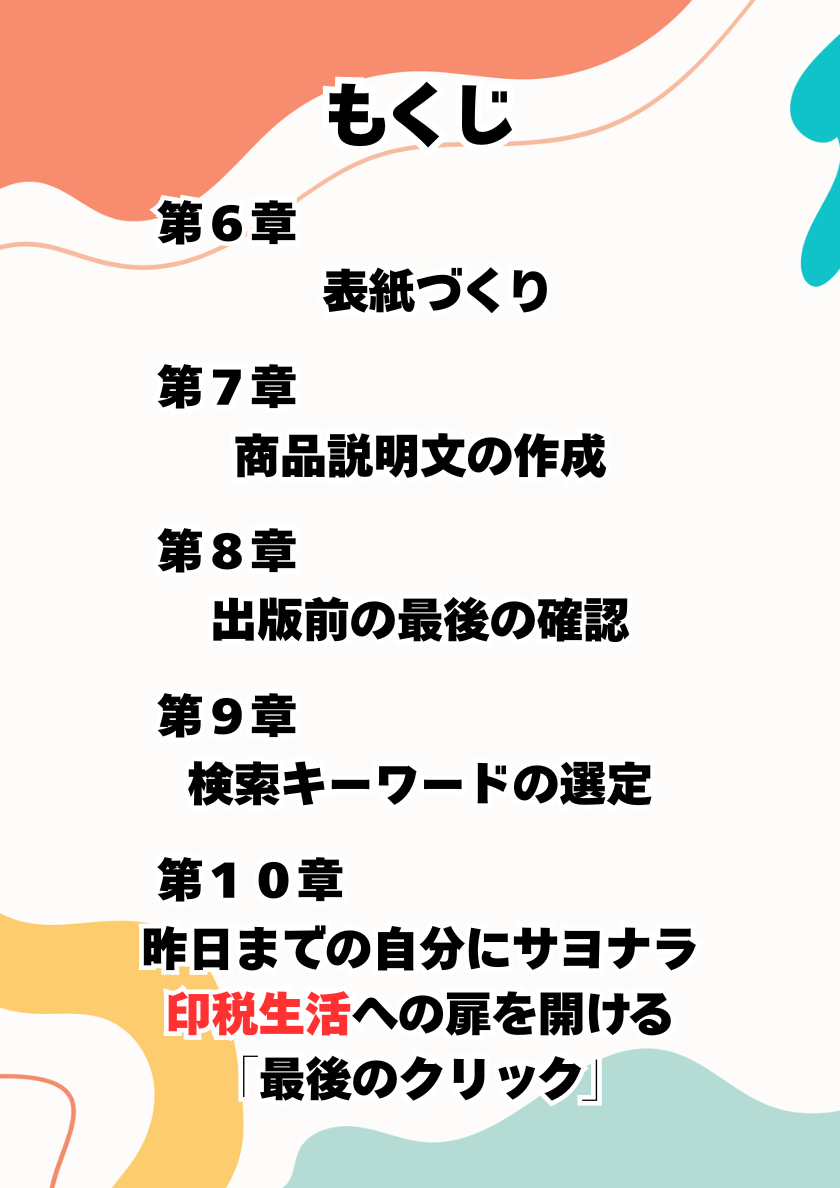 もくじ
第６章
表紙づくり
第７章
商品説明文の作成
第８章
出版前の最後の確認
第９章
検索キーワードの選定
第１０章
昨日までの自分にサヨナラ
印税生活への扉を開ける
「最後のクリック」